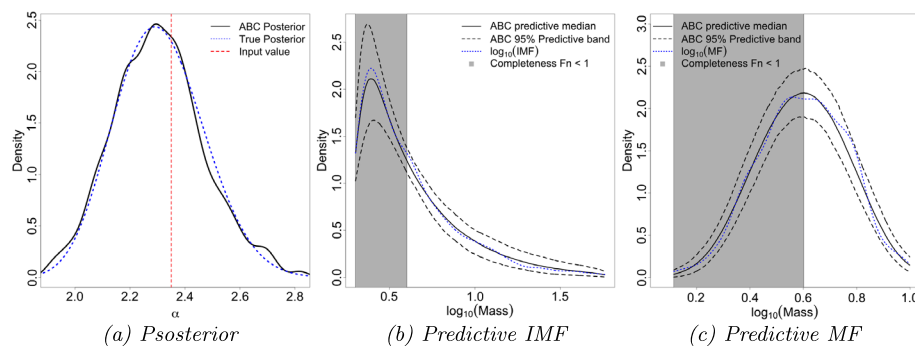 ABC Posterior
True Posterior
Input value
Density
0.0
0.5
1.0
1.5
2.0
2.5
2.0
2.2
2.4
2.6
2.8
α
(a) Psosterior
ABC predictive median
ABC 95% Predictive band
log10(IMF)
Completeness Fn < 1
Density
0.0
0.5
1.0
1.5
2.0
2.5
0.5
1.0
1.5
log10(Mass)
(b) Predictive IMF
ABC predictive median
ABC 95% Predictive band
log10(MF)
Completeness Fn < 1
Density
0.0
0.5
1.0
1.5
2.0
2.5
3.0
0.2
0.4
0.6
0.8
1.0
log10(Mass)
(c) Predictive MF